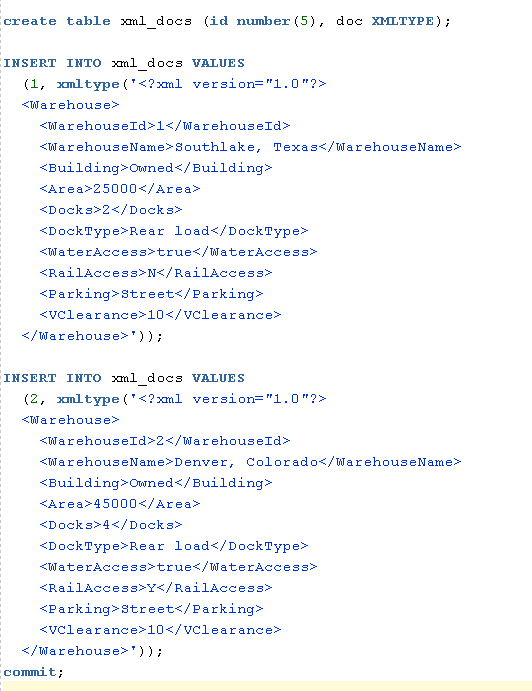 create table xml_docs (id number(5), doc XMLTYPE);
INSERT INTO xml_docs VALUES
(1, xmltype('<?xml version="1.0"?>
<Warehouse>
<WarehouseId>1</WarehouseId>
<WarehouseName>Southlake, Texas</WarehouseName>
<Building>Owned</Building>
<Area>25000</Area>
<Docks>2</Docks>
<DockType>Rear load</DockType>
<WaterAccess>true</WaterAccess>
<RailAccess>N</RailAccess>
<Parking>Street</Parking>
<VClearance>10</VClearance>
</Warehouse>'));
INSERT INTO xml_docs VALUES
(2, xmltype('<?xml version="1.0"?>
<Warehouse>
<WarehouseId>2</WarehouseId>
<WarehouseName>Denver, Colorado</WarehouseName>
<Building>Owned</Building>
<Area>45000</Area>
<Docks>4</Docks>
<DockType>Rear load</DockType>
<WaterAccess>true</WaterAccess>
<RailAccess>Y</RailAccess>
<Parking>Street</Parking>
<VClearance>10</VClearance>
</Warehouse>'));
commit;